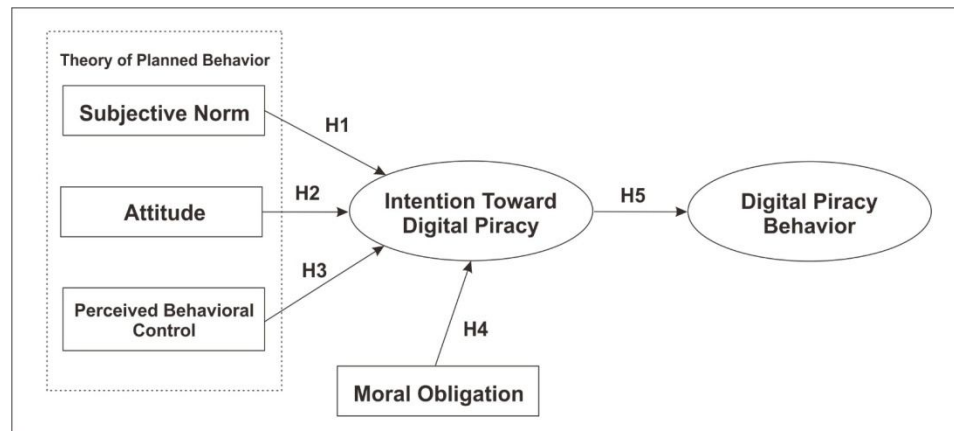 Theory of Planned Behavior
Subjective Norm
H1
Attitude
H2
Intention Toward
Digital Piracy
H5
Digital Piracy
Behavior
H3
Perceived Behavioral
Control
H4
Moral Obligation